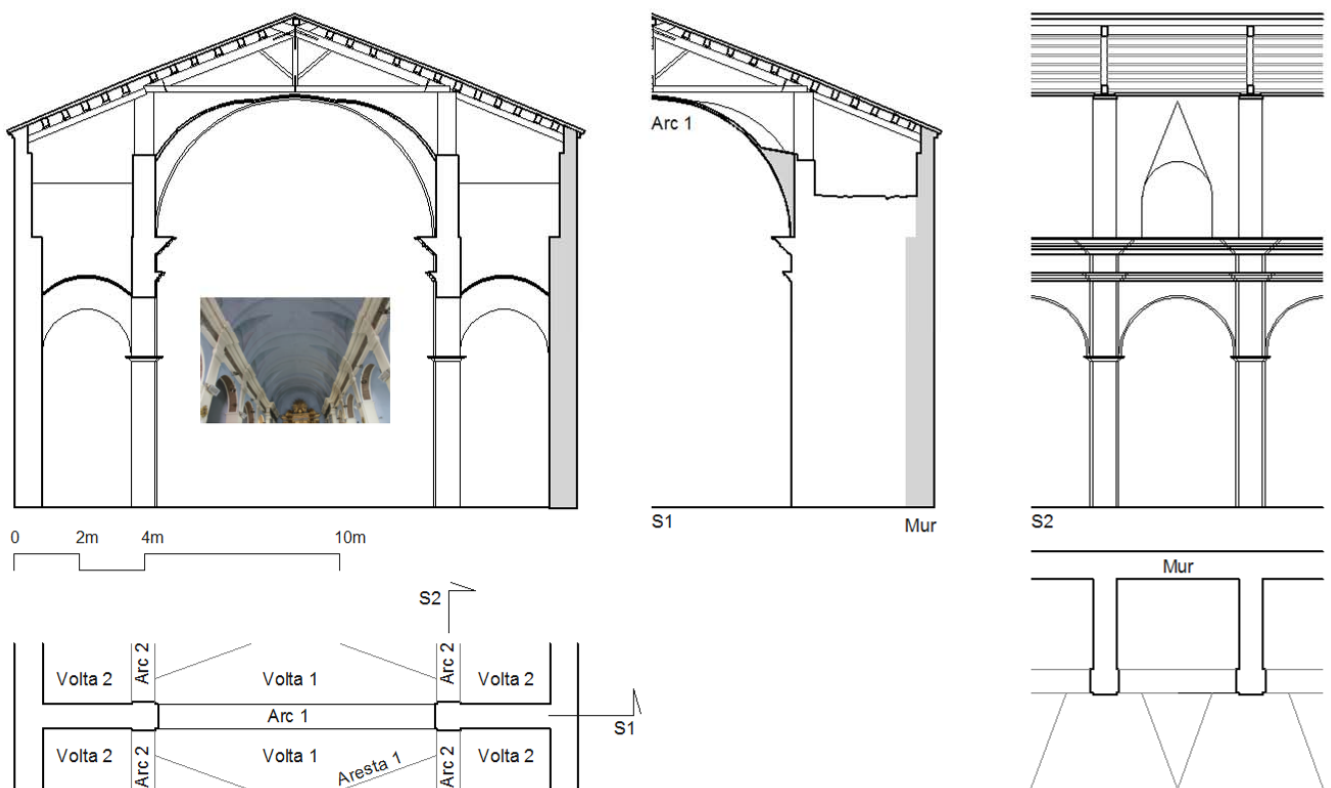 Arc 1
S1
Mur
S2
0 2m 4m 10m
S2
Volta 2 Arc 2 Volta 1 Arc 2 Volta 2
Arc 1
S1
Volta 2 Arc 2 Volta 1 Aresta 1 Arc 2 Volta 2
Mur